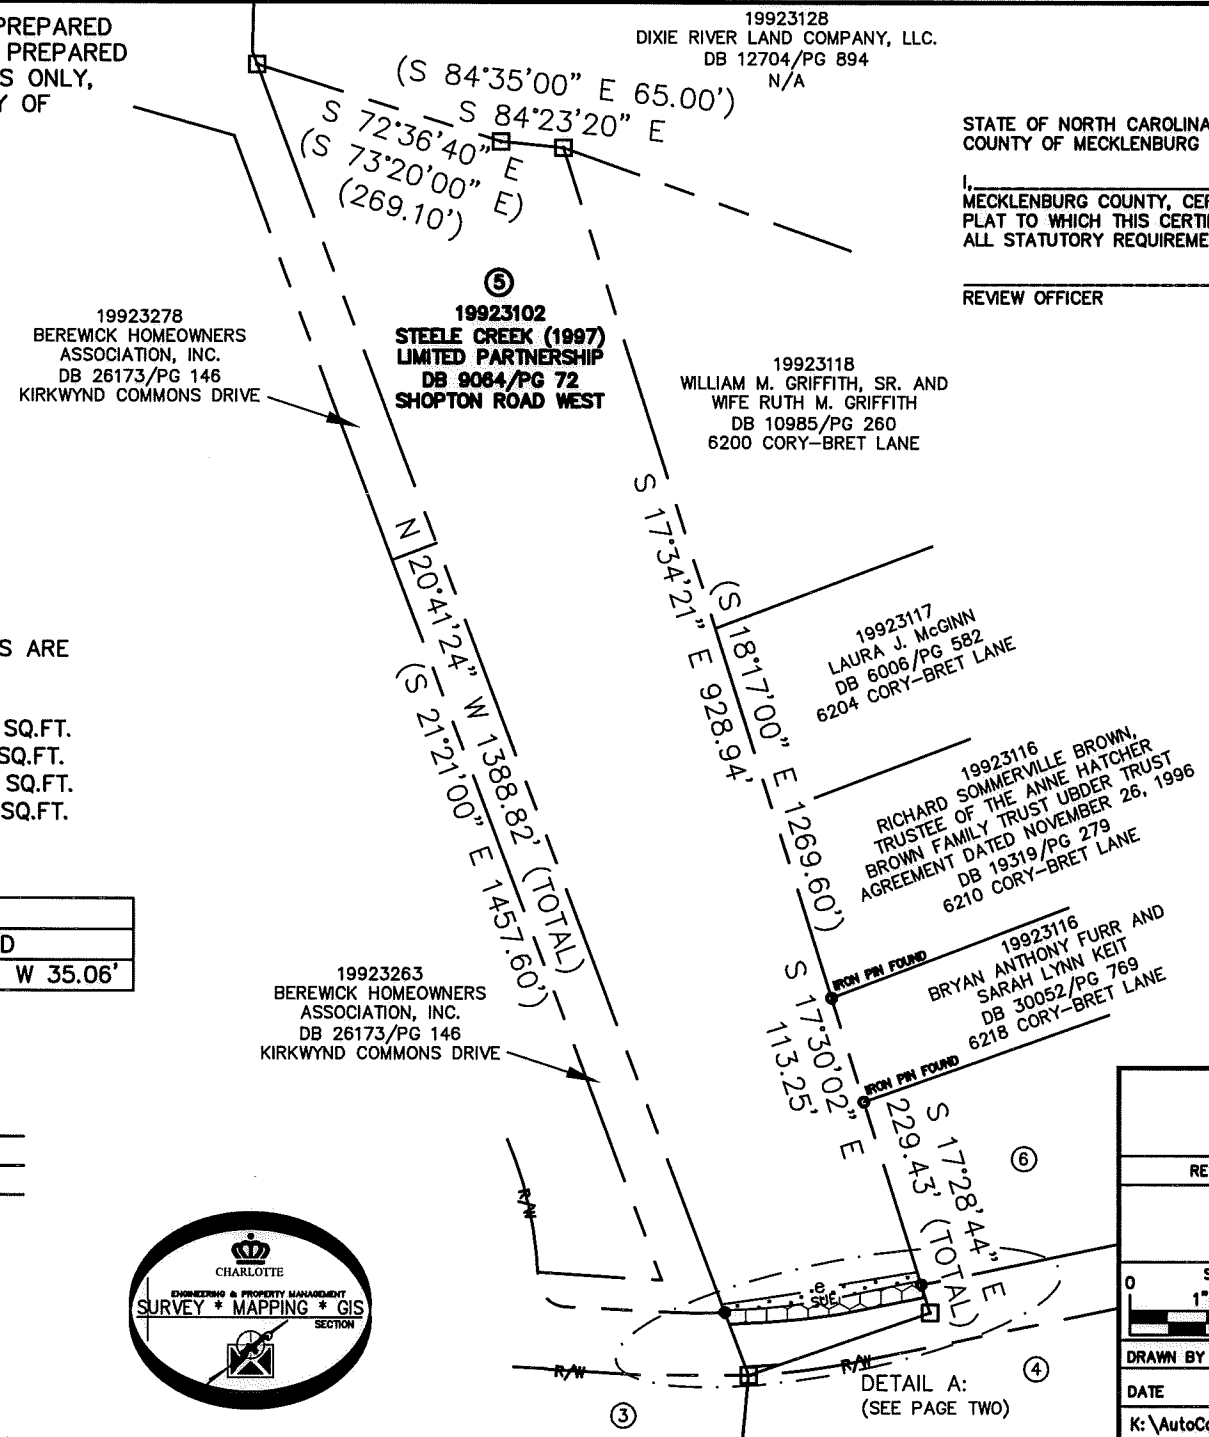 PREPARED
PREPARED
S ONLY,
Y OF
19923128
DIXIE RIVER LAND COMPANY, LLC.
DB 12704/PG 894
N/A
(S 84°35'00" E 65.00')
S 84°23'20" E
S 72°36'40" E
(S 73°20'00" E)
(269.10')
STATE OF NORTH CAROLINA
COUNTY OF MECKLENBURG
I,
MECKLENBURG COUNTY, CER
PLAT TO WHICH THIS CERTI
ALL STATUTORY REQUIREME
REVIEW OFFICER
5
19923102
STEELE CREEK (1997)
LIMITED PARTNERSHIP
DB 9064/PG 72
SHOPTON ROAD WEST
19923278
BEREWICK HOMEOWNERS
ASSOCIATION, INC.
DB 26173/PG 146
KIRKWYND COMMONS DRIVE
19923118
WILLIAM M. GRIFFITH, SR. AND
WIFE RUTH M. GRIFFITH
DB 10985/PG 260
6200 CORY-BRET LANE
N 20°41'24" W 1388.82' (TOTAL)
(S 21°21'00" E 1457.60')
S 17°34'21" E 928.94'
(S 18°17'00" E 1269.60')
19923117
LAURA J. McGINN
DB 6006/PG 582
6204 CORY-BRET LANE
S ARE
SQ.FT.
SQ.FT.
SQ.FT.
SQ.FT.
19923116
RICHARD SOMMERVILLE BROWN,
TRUSTEE OF THE ANNE HATCHER
BROWN FAMILY TRUST UBDER TRUST
AGREEMENT DATED NOVEMBER 26, 1996
DB 19319/PG 279
6210 CORY-BRET LANE
D
W 35.06'
19923263
BEREWICK HOMEOWNERS
ASSOCIATION, INC.
DB 26173/PG 146
KIRKWYND COMMONS DRIVE
IRON PIN FOUND
19923116
BRYAN ANTHONY FURR AND
SARAH LYNN KEIT
DB 30052/PG 769
6218 CORY-BRET LANE
S 17°30'02" E
113.25'
IRON PIN FOUND
S 17°28'44" E
229.43' (TOTAL)
6
R/W
RE
CHARLOTTE
ENGINEERING & PROPERTY MANAGEMENT
SURVEY * MAPPING * GIS
SECTION
e
SUE
R/W
R/W
DETAIL A:
(SEE PAGE TWO)
3
4
0
S
1"
DRAWN BY
DATE
K:\AutoCo